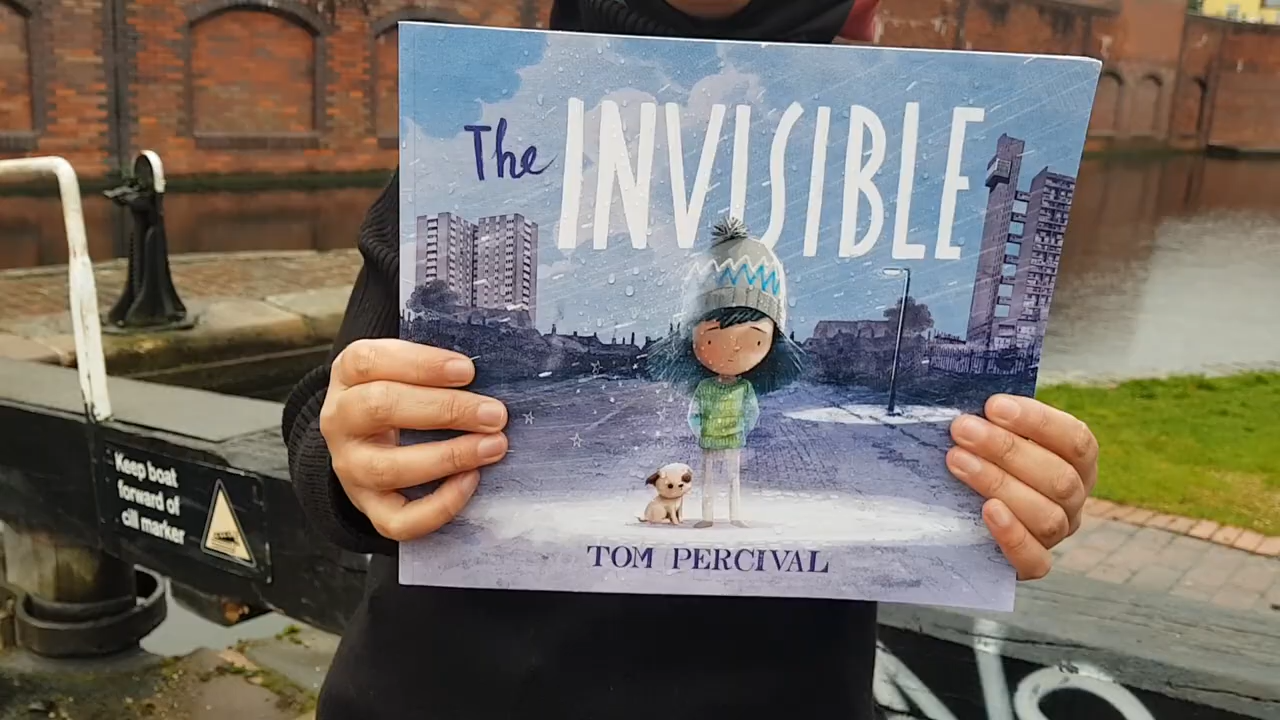 The INVISIBLE
TOM PERCIVAL
Keep boat
forward of
cill marker